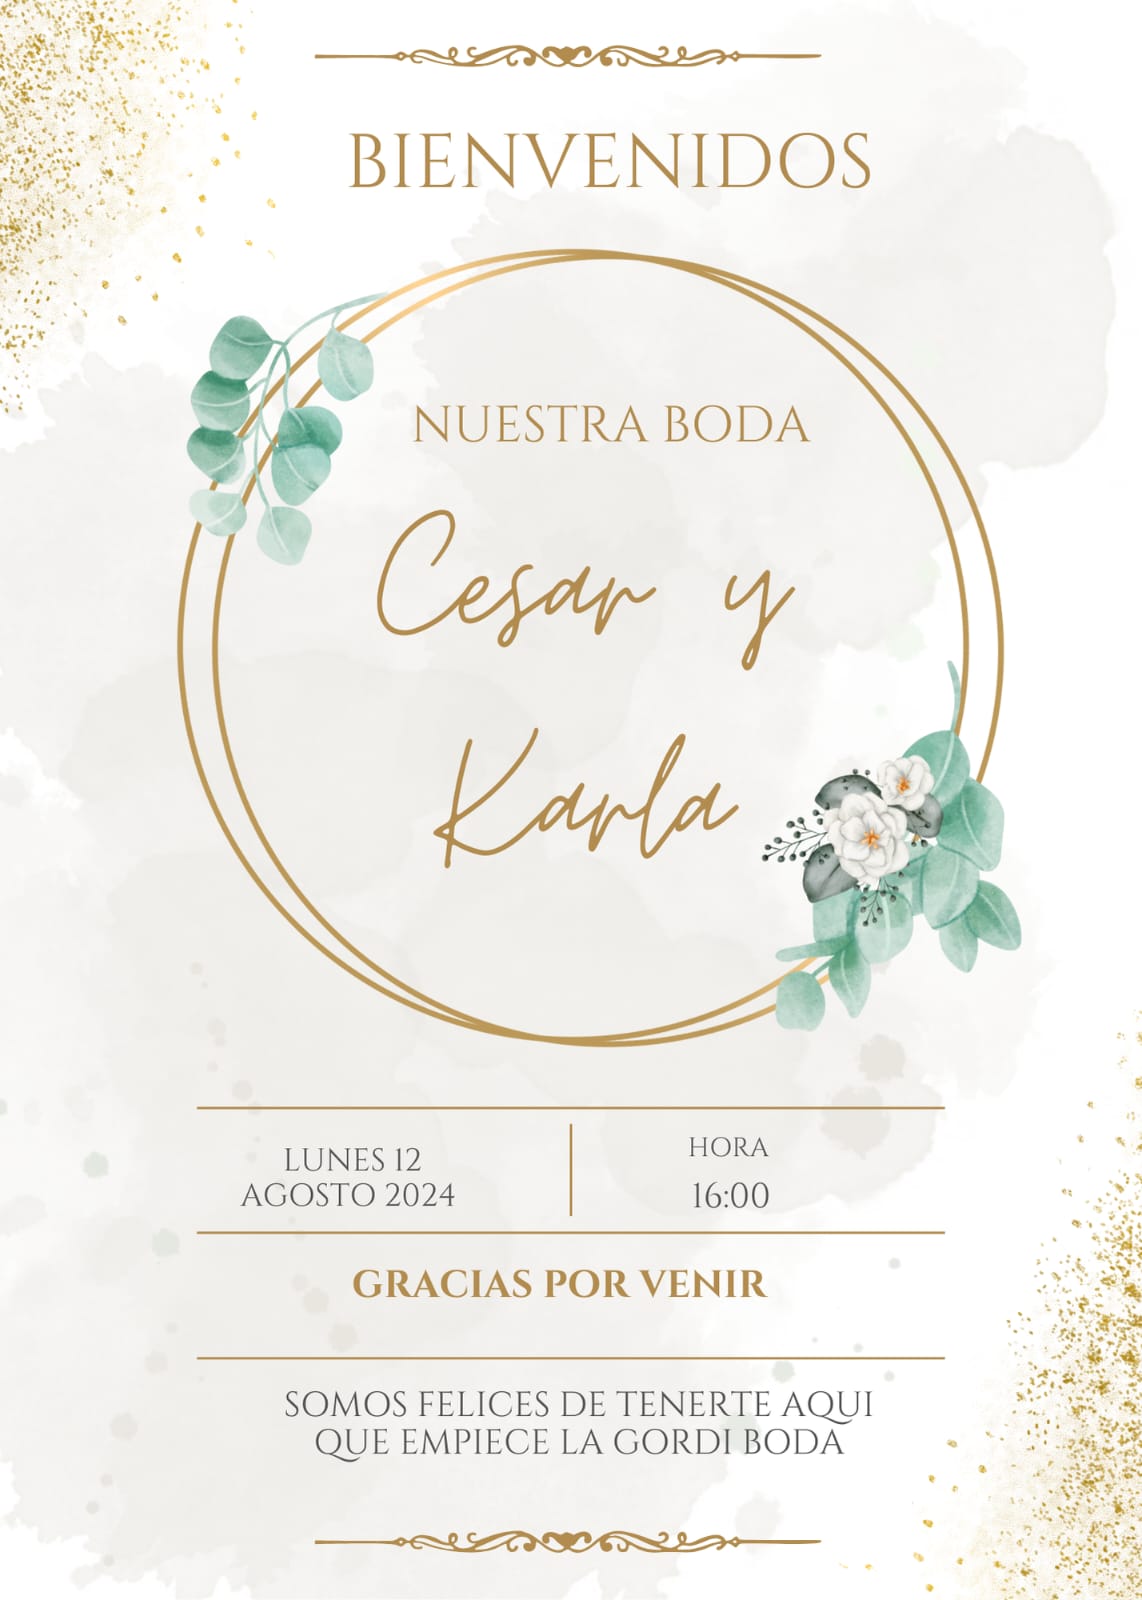 BIENVENIDOS
NUESTRA BODA
Cesar y
Karla
LUNES 12
AGOSTO 2024
HORA
16:00
GRACIAS POR VENIR
SOMOS FELICES DE TENERTE AQUI
QUE EMPIECE LA GORDI BODA